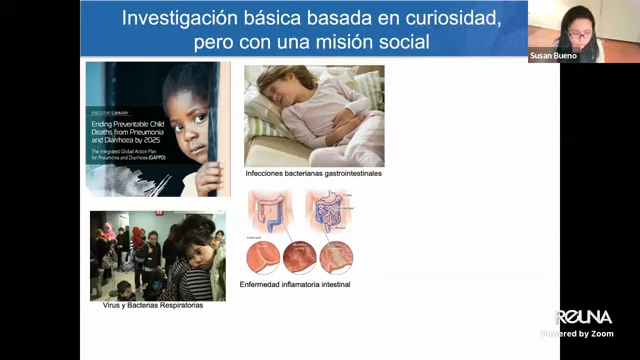 Investigación básica basada en curiosidad,
pero con una misión social
Susan Bueno
EXECUTIVE SUMMARY
Ending Preventable Child
Deaths from Pneumonia
and Diarrhoea by 2025
The integrated Global Action Plan
for Pneumonia and Diarrhoea (GAPPD)
Infecciones bacterianas gastrointestinales
Virus y Bacterias Respiratorias
Enfermedad inflamatoria intestinal
REUNA
Powered by Zoom